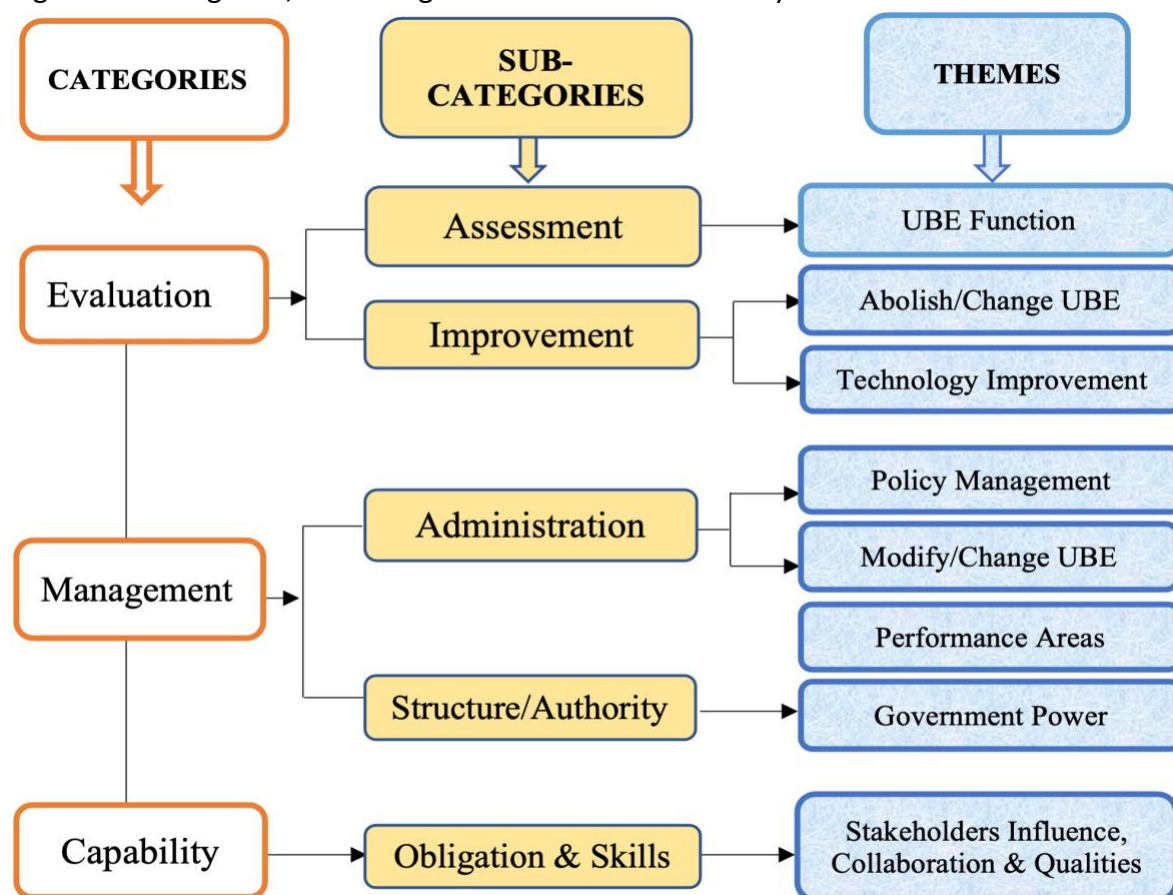 CATEGORIES
SUB-
CATEGORIES
THEMES
Assessment
UBE Function
Evaluation
Abolish/Change UBE
Improvement
Technology Improvement
Policy Management
Administration
Modify/Change UBE
Management
Performance Areas
Structure/Authority
Government Power
Capability
Obligation & Skills
Stakeholders Influence,
Collaboration & Qualities